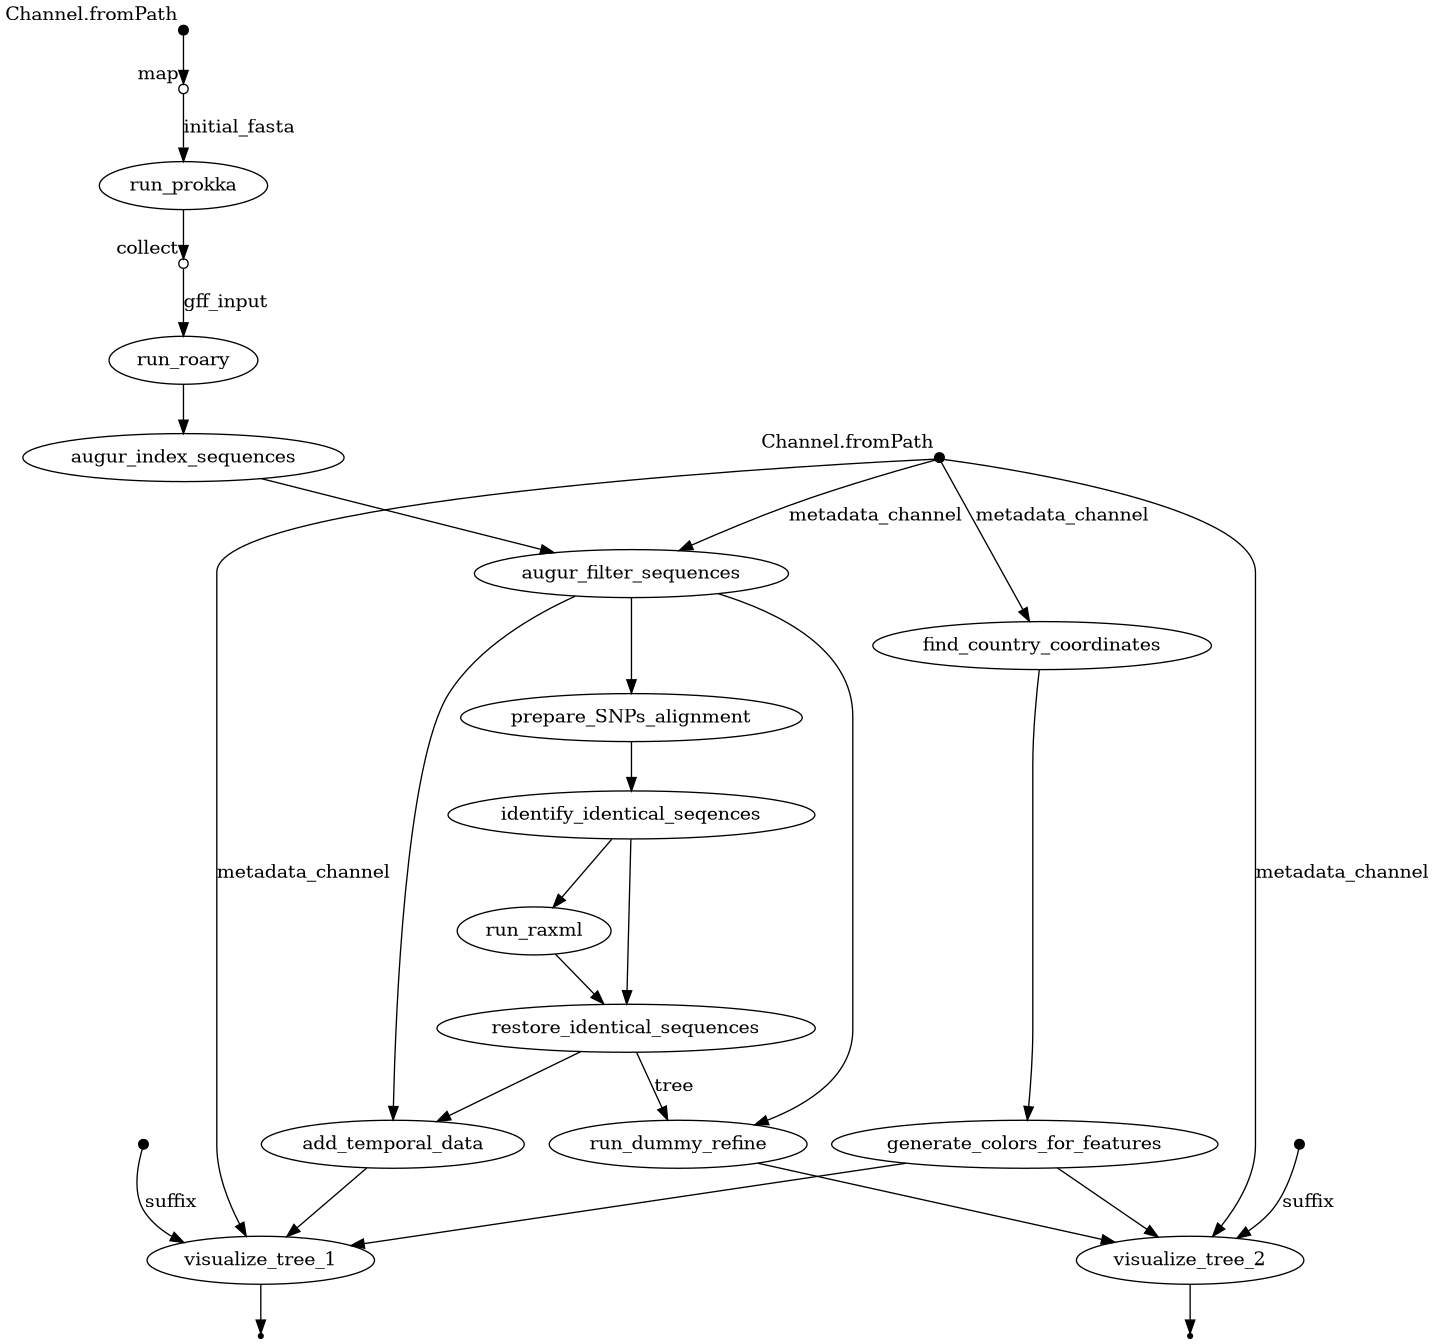 Channel.fromPath
map
initial_fasta
run_prokka
collect
gff_input
run_roary
Channel.fromPath
augur_index_sequences
metadata_channel
metadata_channel
augur_filter_sequences
find_country_coordinates
prepare_SNPs_alignment
identify_identical_seqences
metadata_channel
metadata_channel
run_raxml
restore_identical_sequences
tree
add_temporal_data
run_dummy_refine
generate_colors_for_features
suffix
suffix
visualize_tree_1
visualize_tree_2